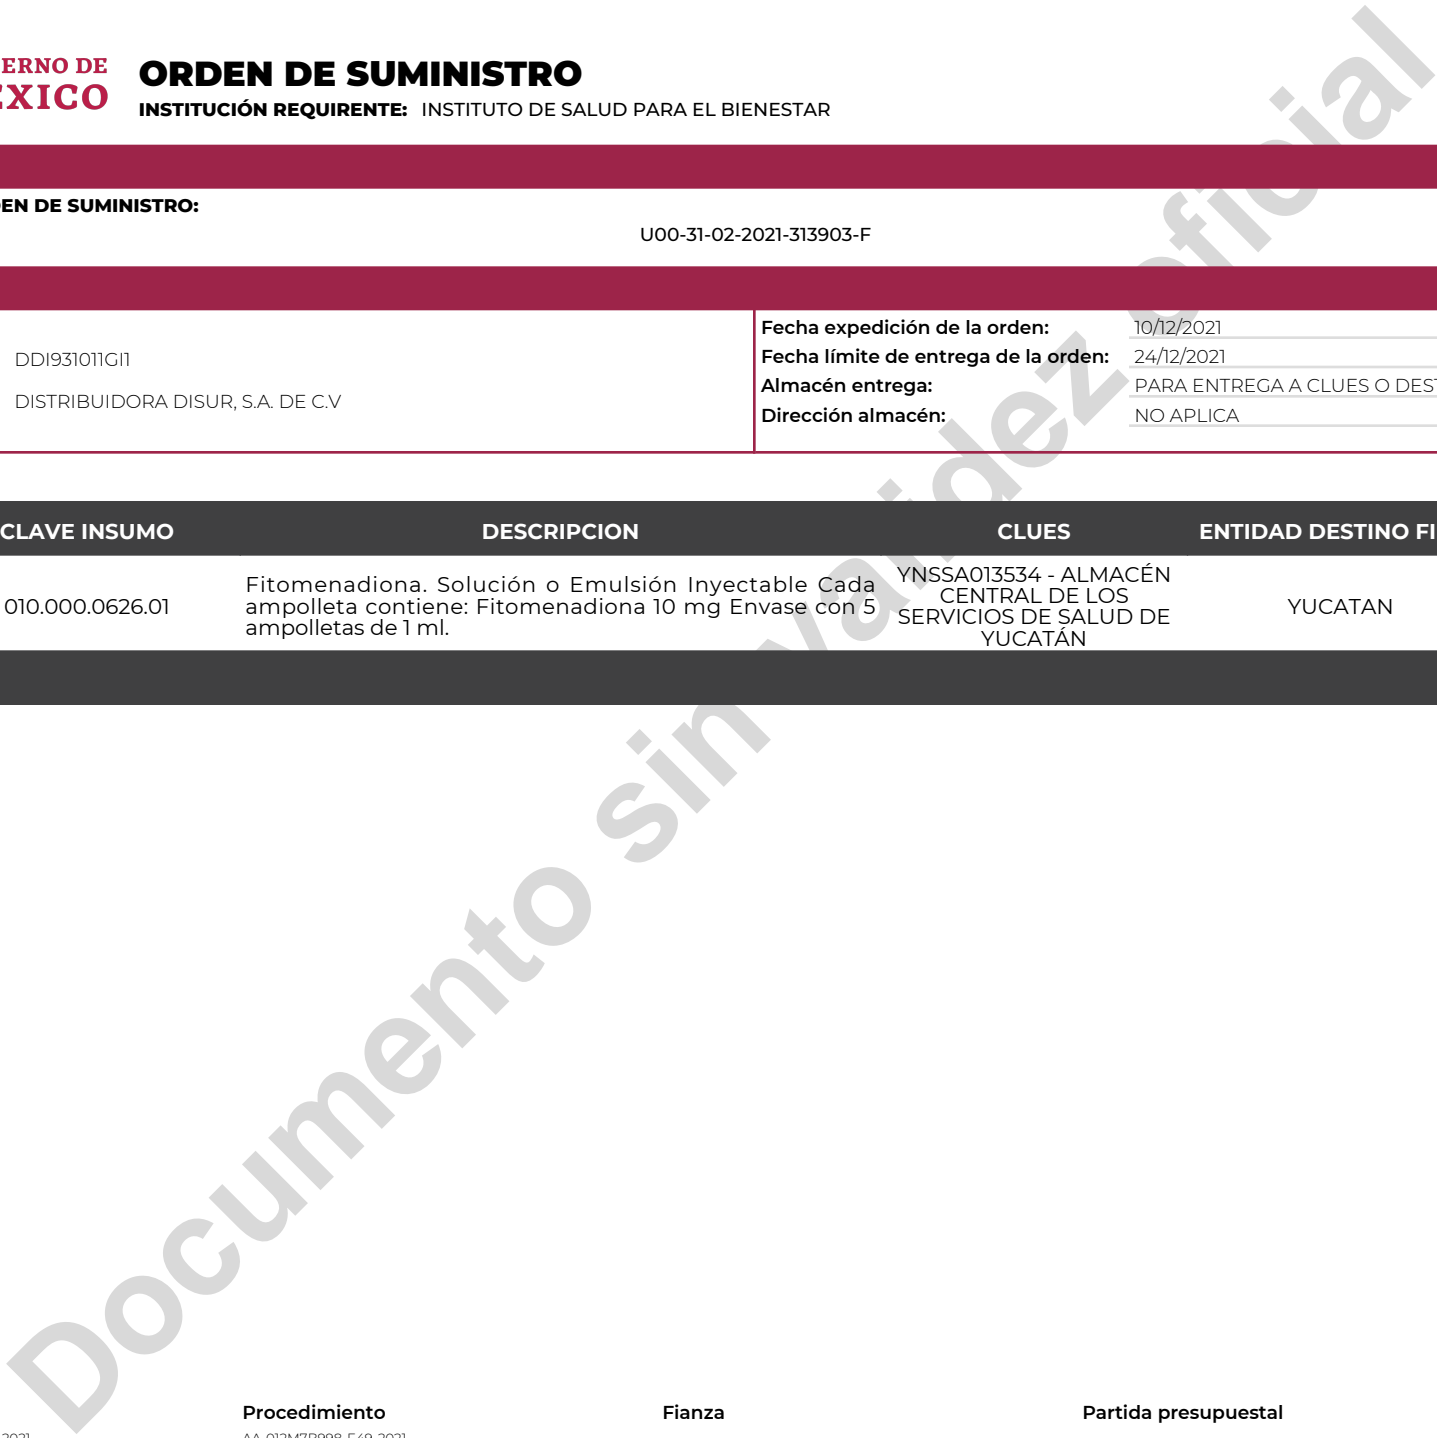 ERNO DE
ORDEN DE SUMINISTRO
EXICO
INSTITUCIÓN REQUIRENTE: INSTITUTO DE SALUD PARA EL BIENESTAR
EN DE SUMINISTRO:
U00-31-02-2021-313903-F
DDI931011GI1
DISTRIBUIDORA DISUR, S.A. DE C.V
Fecha expedición de la orden: 10/12/2021
Fecha límite de entrega de la orden: 24/12/2021
Almacén entrega: PARA ENTREGA A CLUES O DEST
Dirección almacén: NO APLICA
CLAVE INSUMO DESCRIPCION CLUES ENTIDAD DESTINO FI
010.000.0626.01
Fitomenadiona. Solución o Emulsión Inyectable Cada
ampolleta contiene: Fitomenadiona 10 mg Envase con 5
ampolletas de 1 ml.
YNSSA013534 - ALMACÉN
CENTRAL DE LOS
SERVICIOS DE SALUD DE
YUCATÁN
YUCATAN
Documento sin validez oficial
Procedimiento Fianza Partida presupuestal